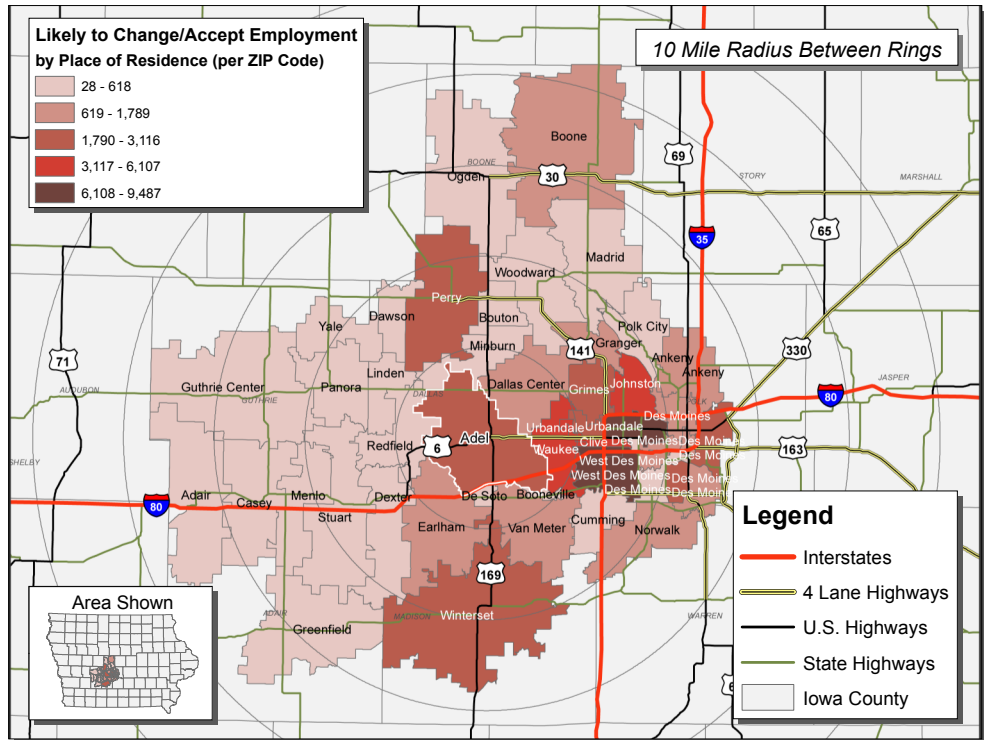 Likely to Change/Accept Employment
by Place of Residence (per ZIP Code)
28 - 618
619 - 1,789
1,790 - 3,116
3,117 - 6,107
6,108 - 9,487
10 Mile Radius Between Rings
Boone
69
BOONE
Ogden
30
STORY
MARSHALL
65
35
Madrid
Woodward
Perry
Dawson
Bouton
Yale
Polk City
Granger
141
330
71
Minburn
Ankeny
Ankeny
Linden
JASPER
Guthrie Center
Panora
Dallas Center
Grimes
Johnston
AUDUBON
GUTHRIE
DALLAS
80
POLK
Des Moines
Urbandale
Urbandale
Adel
Redfield
6
Clive
Des Moines
Des Moine
Waukee
163
Des Mo
SHELBY
West Des Moines
West Des Moines
Des Moin
Adair
Casey
Menlo
Dexter
De Soto
Booneville
Des Moines
Des Moin
80
Stuart
Earlham
Van Meter
Cumming
Norwalk
169
ADAIR
MADISON
Winterset
WARREN
Greenfield
Area Shown
Legend
Interstates
4 Lane Highways
U.S. Highways
State Highways
Iowa County